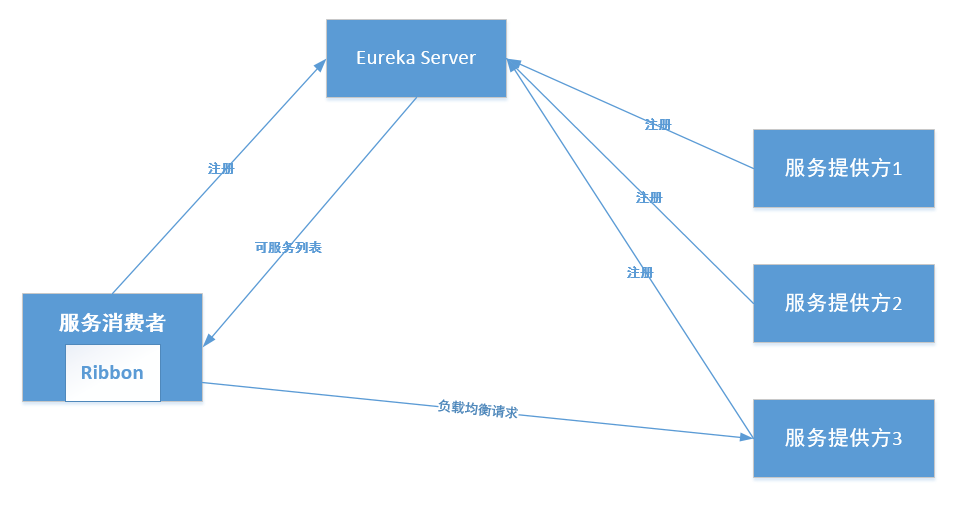 Eureka Server
注册
服务提供方1
注册
注册
服务提供方2
可服务列表
注册
服务消费者
Ribbon
负载均衡请求
服务提供方3